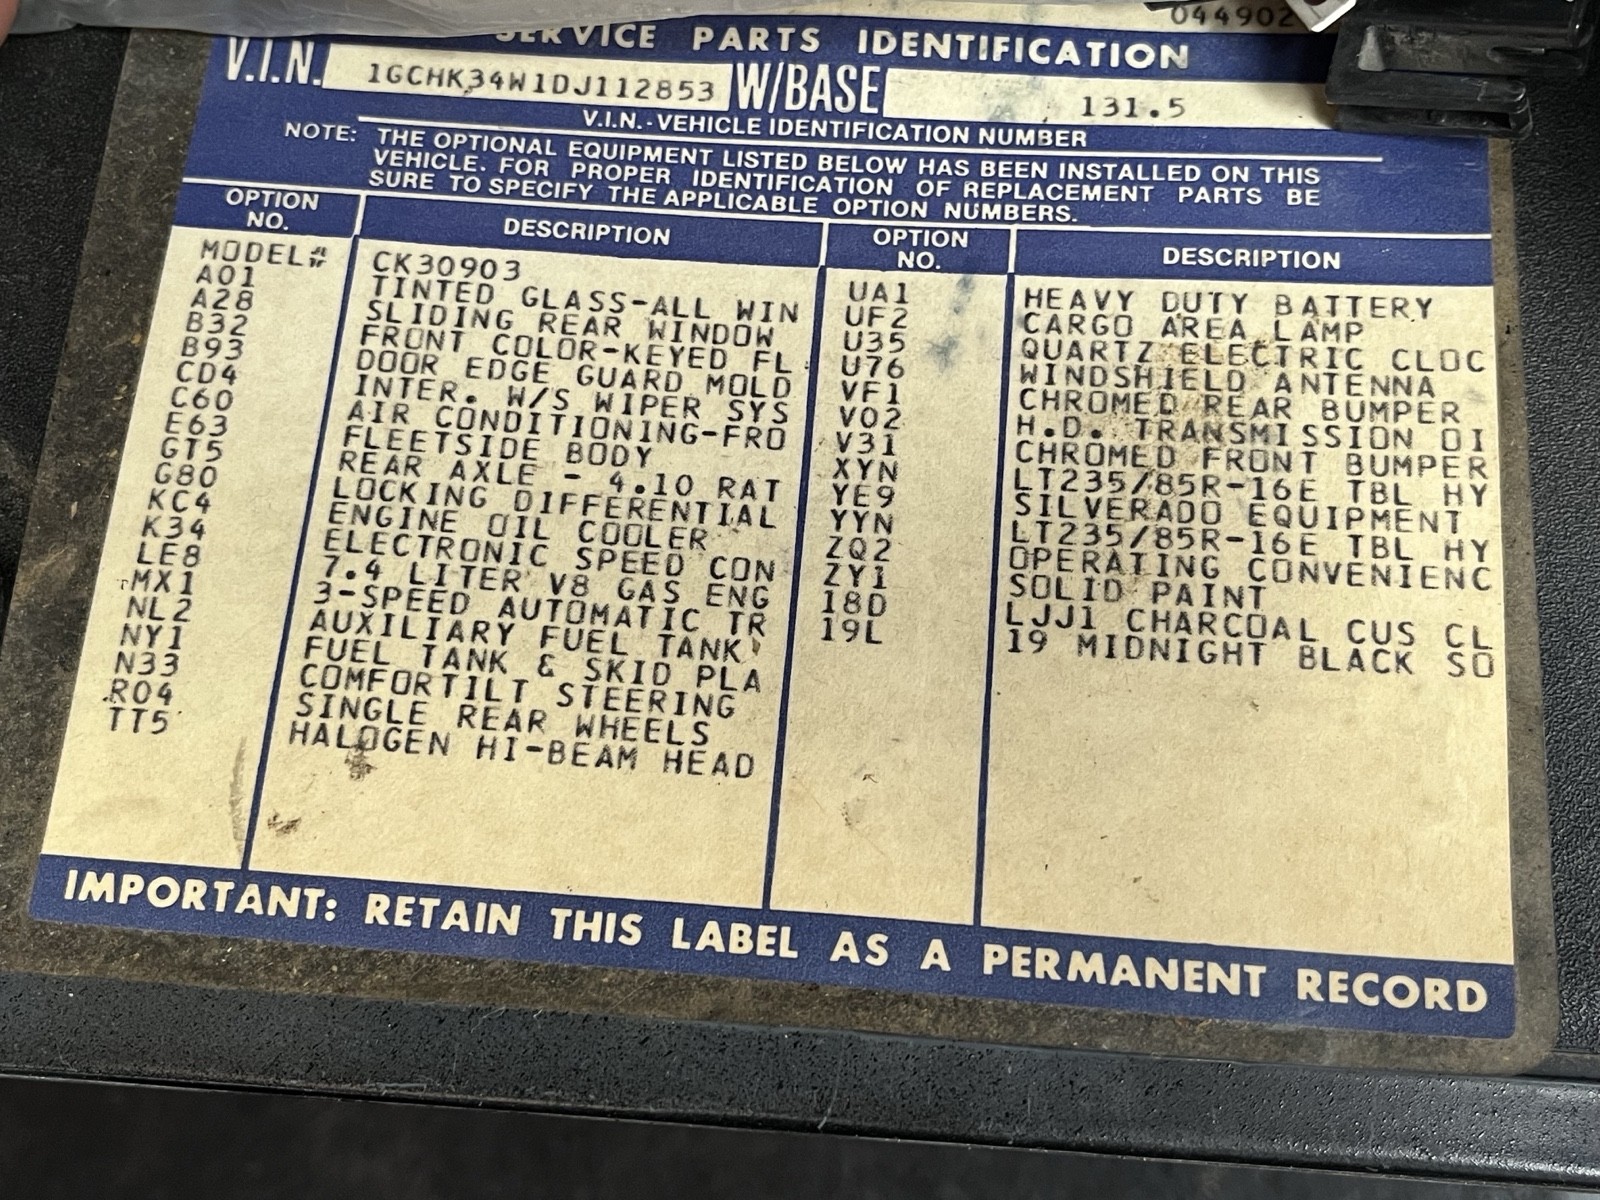 044902
SERVICE PARTS IDENTIFICATION
V.I.N. 1GCHK34W1DJ112853 W/BASE 131.5
V.I.N.-VEHICLE IDENTIFICATION NUMBER
NOTE: THE OPTIONAL EQUIPMENT LISTED BELOW HAS BEEN INSTALLED ON THIS
VEHICLE. FOR PROPER IDENTIFICATION OF REPLACEMENT PARTS BE
SURE TO SPECIFY THE APPLICABLE OPTION NUMBERS.
OPTION NO. DESCRIPTION
MODEL# CK30903
A01 TINTED GLASS-ALL WIN
A28 SLIDING REAR WINDOW
B32 FRONT COLOR-KEYED FL
B93 DOOR EDGE GUARD MOLD
CD4 INTER. W/S WIPER SYS
C60 AIR CONDITIONING-FRO
E63 FLEETSIDE BODY
GT5 REAR AXLE - 4.10 RAT
G80 LOCKING DIFFERENTIAL
KC4 ENGINE OIL COOLER
K34 ELECTRONIC SPEED CON
LE8 7.4 LITER V8 GAS ENG
MX1 3-SPEED AUTOMATIC TR
NL2 AUXILIARY FUEL TANK
NY1 FUEL TANK & SKID PLA
N33 COMFORTILT STEERING
R04 SINGLE REAR WHEELS
TT5 HALOGEN HI-BEAM HEAD
OPTION NO. DESCRIPTION
UA1 HEAVY DUTY BATTERY
UF2 CARGO AREA LAMP
U35 QUARTZ ELECTRIC CLOC
U76 WINDSHIELD ANTENNA
VF1 CHROMED REAR BUMPER
V02 H.D. TRANSMISSION OI
V31 CHROMED FRONT BUMPER
XYN LT235/85R-16E TBL HY
YE9 SILVERADO EQUIPMENT
YYN LT235/85R-16E TBL HY
ZQ2 OPERATING CONVENIENC
ZY1 SOLID PAINT
18D LJJ1 CHARCOAL CUS CL
19L 19 MIDNIGHT BLACK SO
IMPORTANT: RETAIN THIS LABEL AS A PERMANENT RECORD